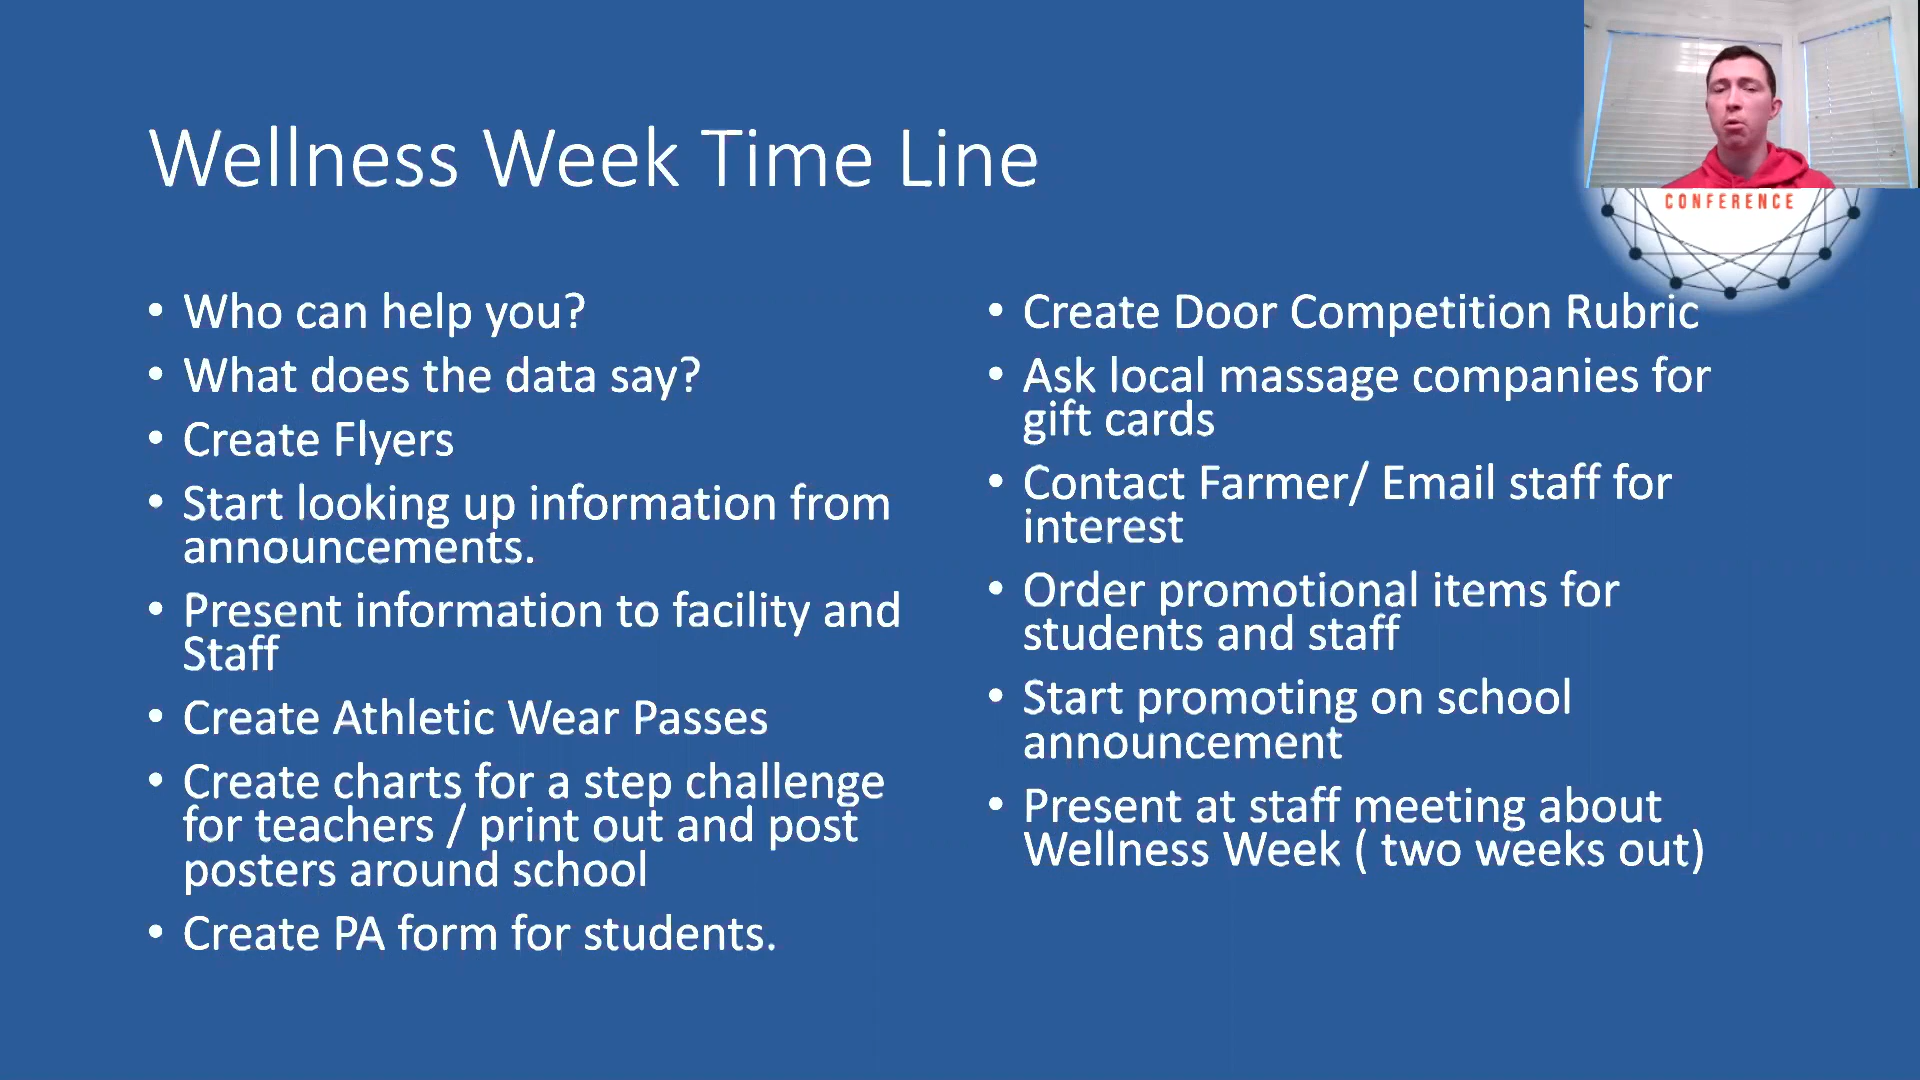 Wellness Week Time Line
CONFERENCE
• Who can help you?
• What does the data say?
• Create Flyers
• Start looking up information from
announcements.
• Present information to facility and
Staff
• Create Athletic Wear Passes
• Create charts for a step challenge
for teachers / print out and post
posters around school
• Create PA form for students.
• Create Door Competition Rubric
• Ask local massage companies for
gift cards
• Contact Farmer/ Email staff for
interest
• Order promotional items for
students and staff
• Start promoting on school
announcement
• Present at staff meeting about
Wellness Week ( two weeks out)